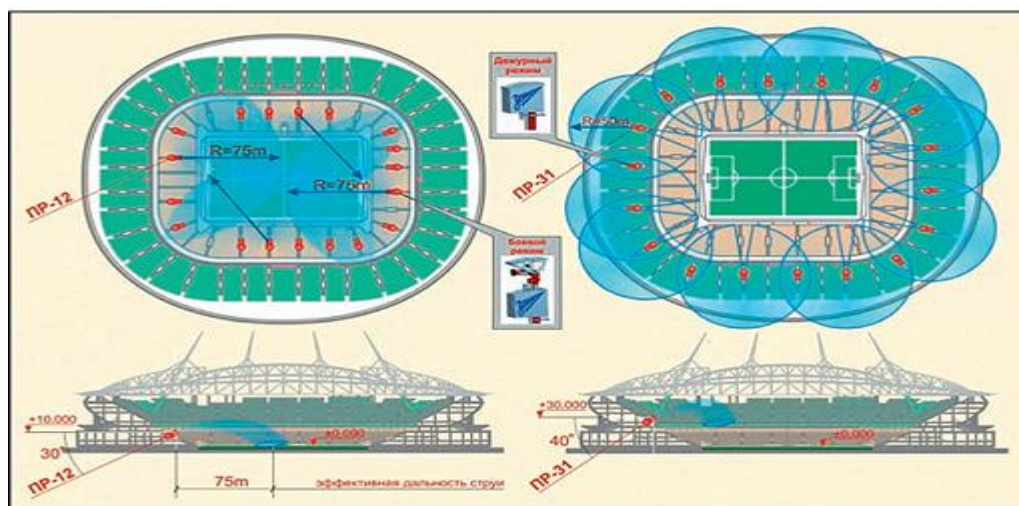 R=75m
R=75m
ПР-12
Дежурный
режим
Боевой
режим
R=50m
ПР-31
+10.000
30°
ПР-12
±0,000
75m
эффективная дальность струи
+30.000
40°
ПР-31
±0,000